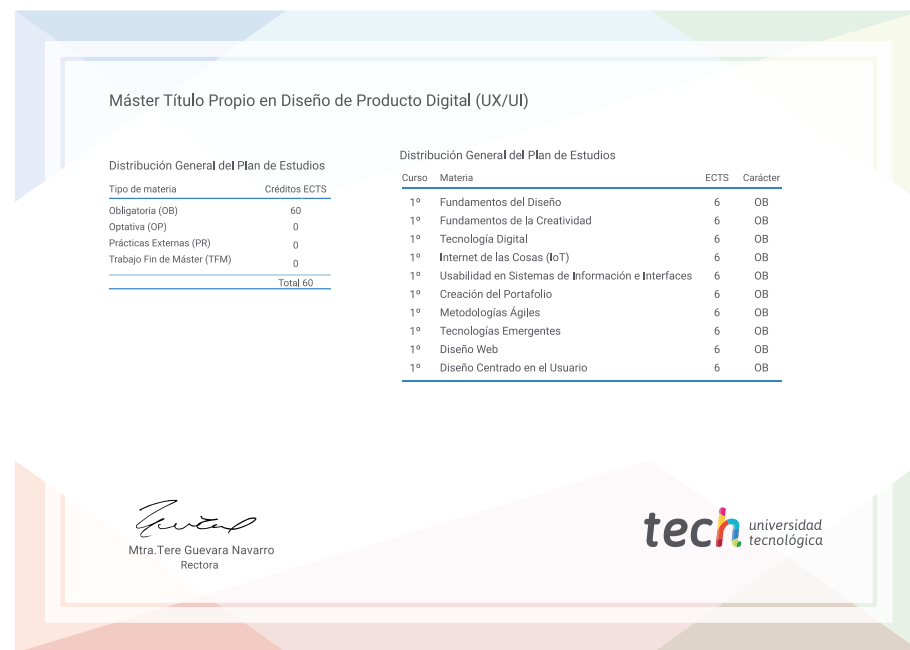 Máster Título Propio en Diseño de Producto Digital (UX/UI)
Distribución General del Plan de Estudios
Tipo de materia Créditos ECTS
Obligatoria (OB) 60
Optativa (OP) 0
Prácticas Externas (PR) 0
Trabajo Fin de Máster (TFM) 0
Total 60
Distribución General del Plan de Estudios
Curso Materia ECTS Carácter
1º Fundamentos del Diseño 6 OB
1º Fundamentos de la Creatividad 6 OB
1º Tecnología Digital 6 OB
1º Internet de las Cosas (IoT) 6 OB
1º Usabilidad en Sistemas de Información e Interfaces 6 OB
1º Creación del Portafolio 6 OB
1º Metodologías Ágiles 6 OB
1º Tecnologías Emergentes 6 OB
1º Diseño Web 6 OB
1º Diseño Centrado en el Usuario 6 OB
Mtra.Tere Guevara Navarro
Rectora
tech universidad
tecnológica